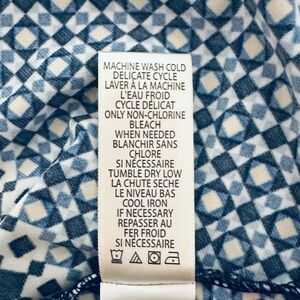 MACHINE WASH COLD
DELICATE CYCLE
LAVER À LA MACHINE
L'EAU FROID
CYCLE DÉLICAT
ONLY NON-CHLORINE
BLEACH
WHEN NEEDED
BLANCHIR SANS
CHLORE
SI NÉCESSAIRE
TUMBLE DRY LOW
LA CHUTE SECHE
LE NIVEAU BAS
COOL IRON
IF NECESSARY
REPASSER AU
FER FROID
SI NÉCESSAIRE